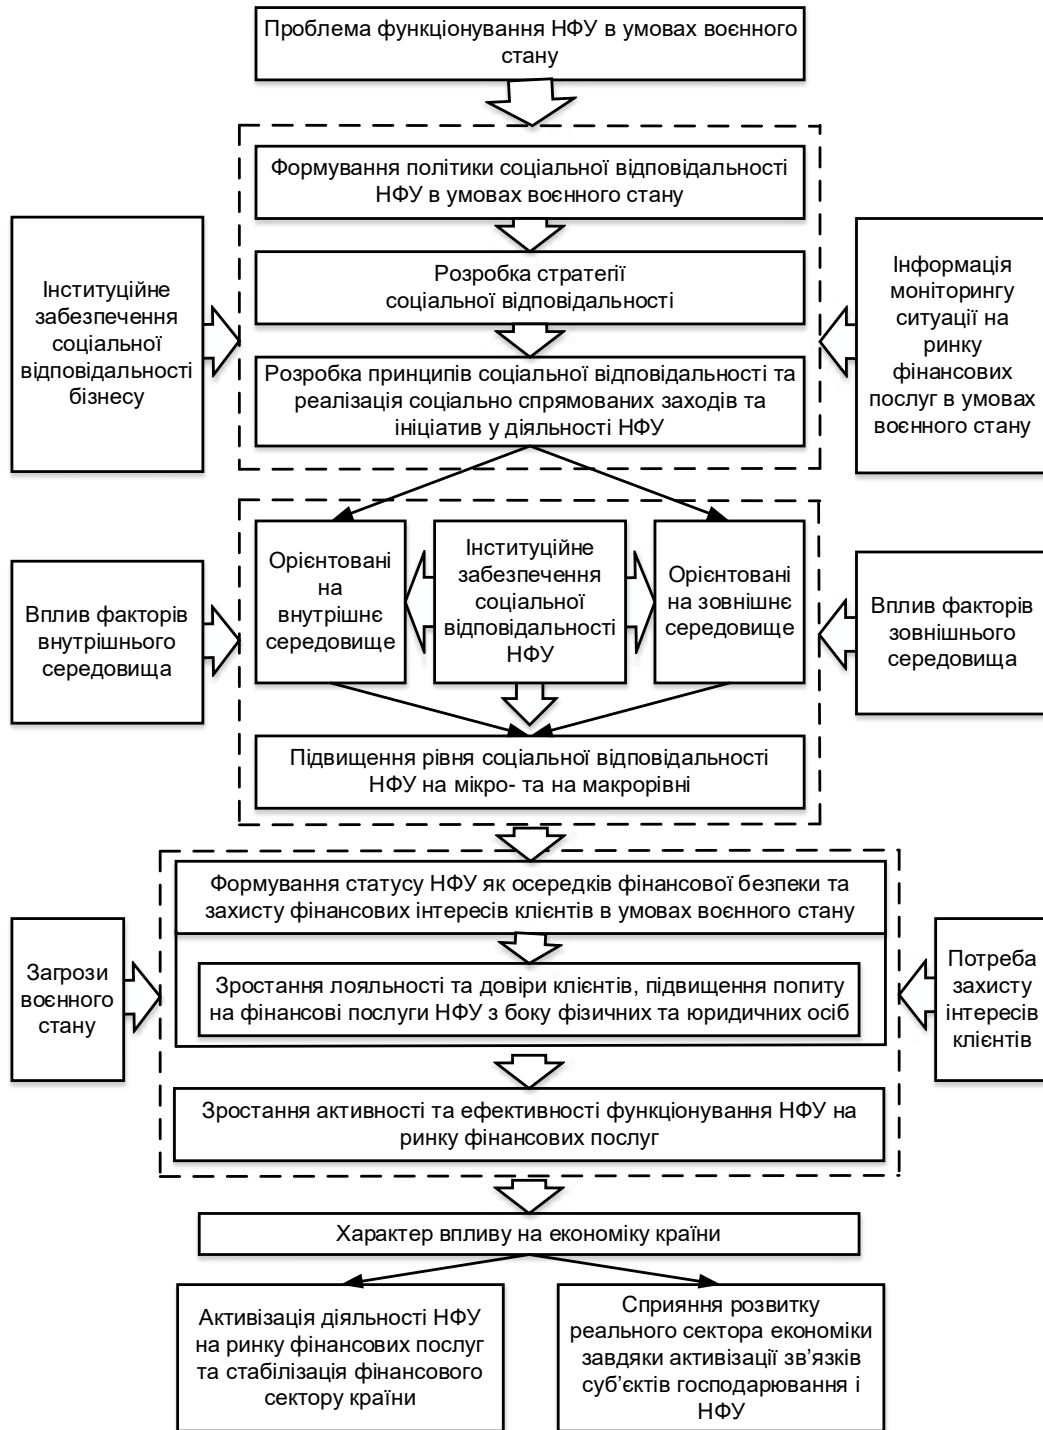 Проблема функціонування НФУ в умовах воєнного
стану
Формування політики соціальної відповідальності
НФУ в умовах воєнного стану
Розробка стратегії
соціальної відповідальності
Розробка принципів соціальної відповідальності та
реалізація соціально спрямованих заходів та
ініціатив у діяльності НФУ
Інституційне
забезпечення
соціальної
відповідальності
бізнесу
Інформація
моніторингу
ситуації на
ринку
фінансових
послуг в умовах
воєнного стану
Орієнтовані
на
внутрішнє
середовище
Інституційне
забезпечення
соціальної
відповідальності
НФУ
Орієнтовані
на зовнішнє
середовище
Вплив факторів
внутрішнього
середовища
Вплив факторів
зовнішнього
середовища
Підвищення рівня соціальної відповідальності
НФУ на мікро- та на макрорівні
Формування статусу НФУ як осередків фінансової безпеки та
захисту фінансових інтересів клієнтів в умовах воєнного стану
Зростання лояльності та довіри клієнтів, підвищення попиту
на фінансові послуги НФУ з боку фізичних та юридичних осіб
Загрози
воєнного
стану
Потреба
захисту
інтересів
клієнтів
Зростання активності та ефективності функціонування НФУ на
ринку фінансових послуг
Характер впливу на економіку країни
Активізація діяльності НФУ
на ринку фінансових послуг
та стабілізація фінансового
сектору країни
Сприяння розвитку
реального сектора економіки
завдяки активізації зв’язків
суб’єктів господарювання і
НФУ